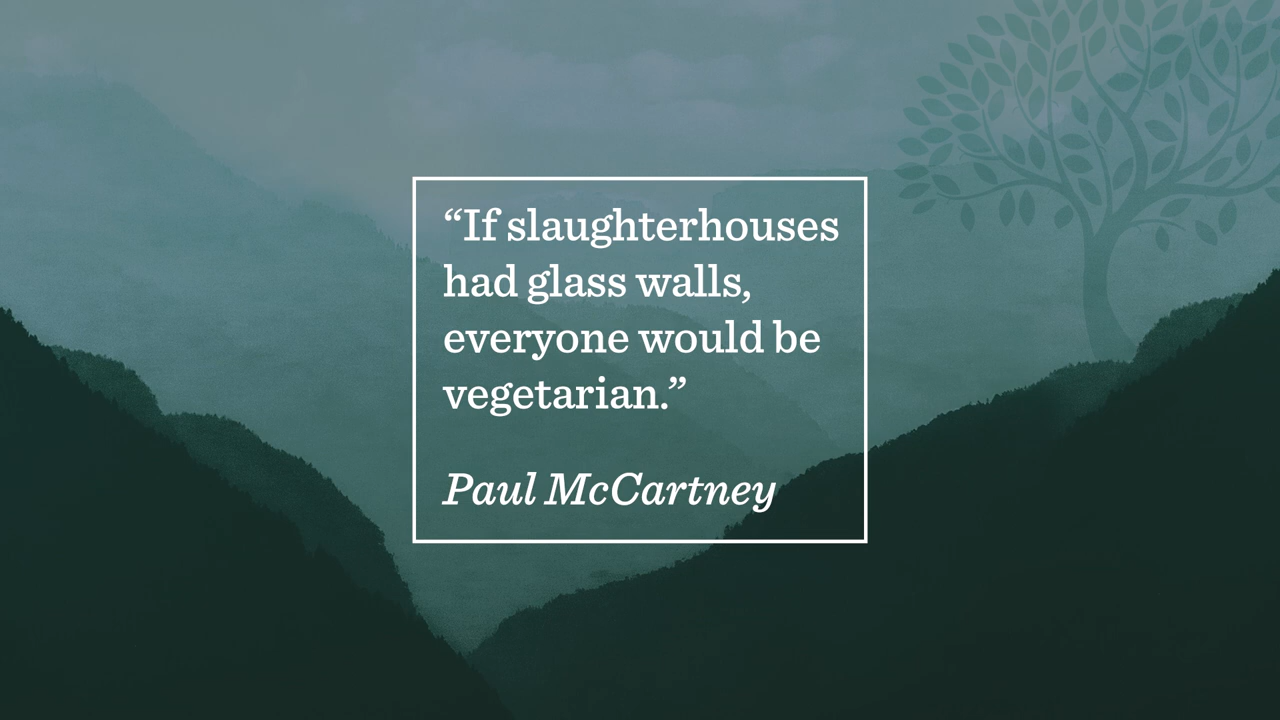 “If slaughterhouses
had glass walls,
everyone would be
vegetarian.”
Paul McCartney